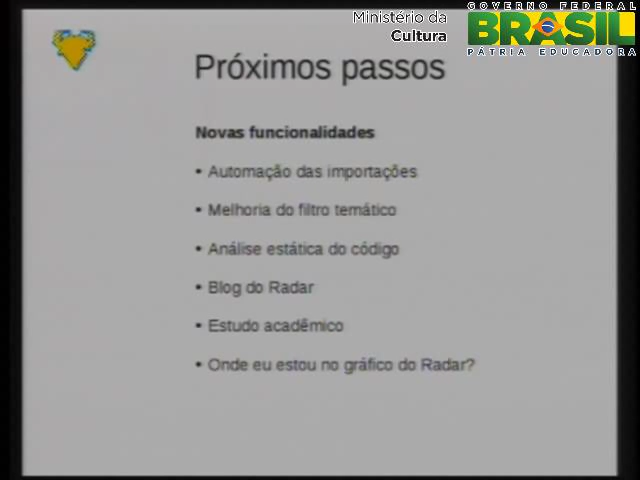 Ministério da
Cultura
GOVERNO FEDERAL
BRASIL
PÁTRIA EDUCADORA
Próximos passos
Novas funcionalidades
• Automação das importações
• Melhoria do filtro temático
• Análise estática do código
• Blog do Radar
• Estudo acadêmico
• Onde eu estou no gráfico do Radar?